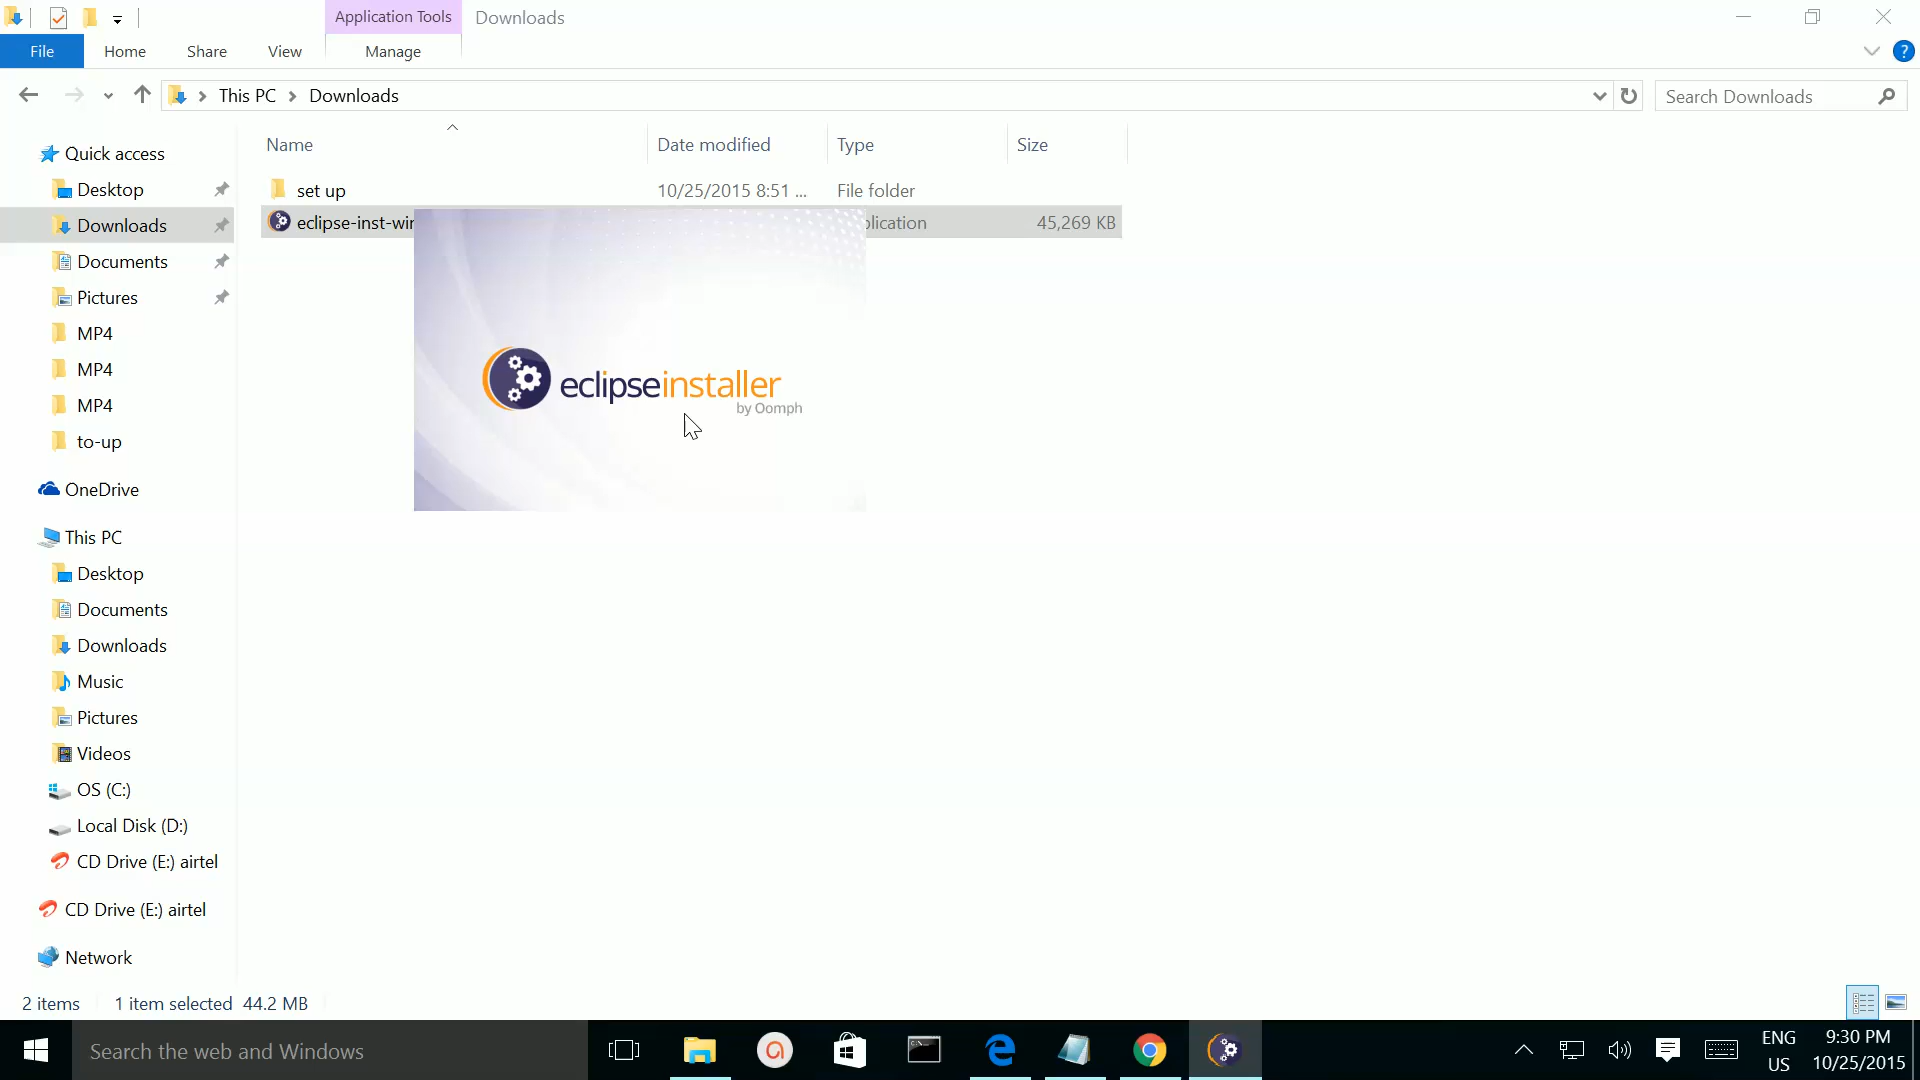 Application Tools
Downloads
File
Home
Share
View
Manage
This PC
Downloads
Search Downloads
Name
Date modified
Type
Size
Quick access
Desktop
Downloads
Documents
Pictures
MP4
MP4
MP4
to-up
OneDrive
This PC
Desktop
Documents
Downloads
Music
Pictures
Videos
OS (C:)
Local Disk (D:)
CD Drive (E:) airtel
CD Drive (E:) airtel
Network
set up
10/25/2015 8:51 ...
File folder
eclipse-inst-wi
plication
45,269 KB
eclipseinstaller
by Oomph
2 items
1 item selected 44.2 MB
Search the web and Windows
ENG
US
9:30 PM
10/25/2015